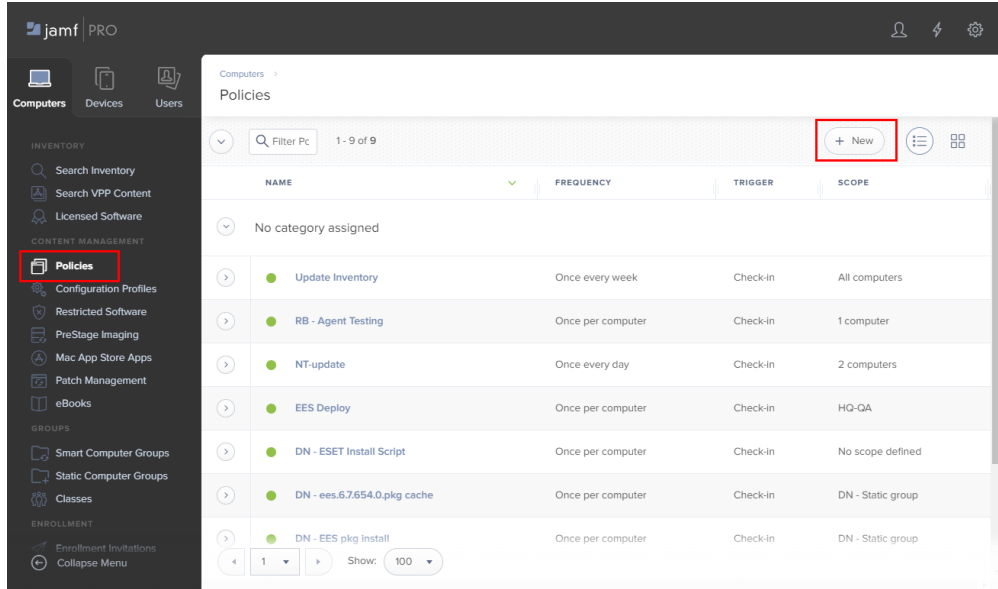 jamf PRO
Computers Devices Users
INVENTORY
Search Inventory
Search VPP Content
Licensed Software
CONTENT MANAGEMENT
Policies
Configuration Profiles
Restricted Software
PreStage Imaging
Mac App Store Apps
Patch Management
eBooks
GROUPS
Smart Computer Groups
Static Computer Groups
Classes
ENROLLMENT
Enrollment Invitations
Collapse Menu
Computers
Policies
Filter Pc 1 - 9 of 9 + New
NAME FREQUENCY TRIGGER SCOPE
No category assigned
Update Inventory Once every week Check-in All computers
RB - Agent Testing Once per computer Check-in 1 computer
NT-update Once every day Check-in 2 computers
EES Deploy Once per computer Check-in HQ-QA
DN - ESET Install Script Once per computer Check-in No scope defined
DN - ees.6.7.654.0.pkg cache Once per computer Check-in DN - Static group
DN - EES pkg install Once per computer Check-in DN - Static group
1 Show: 100